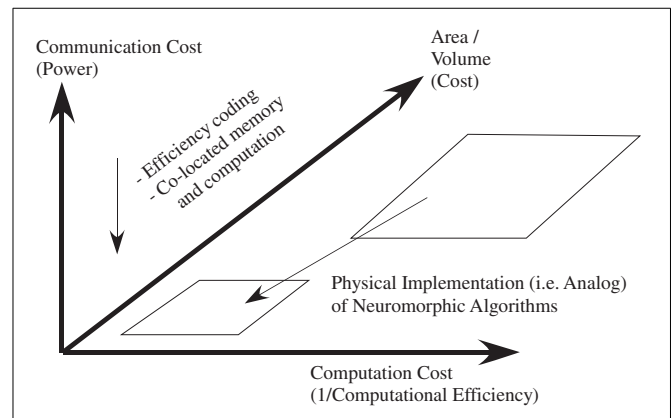 Communication Cost
(Power)
Area /
Volume
(Cost)
- Efficiency coding
- Co-located memory
and computation
Physical Implementation (i.e. Analog)
of Neuromorphic Algorithms
Computation Cost
(1/Computational Efficiency)